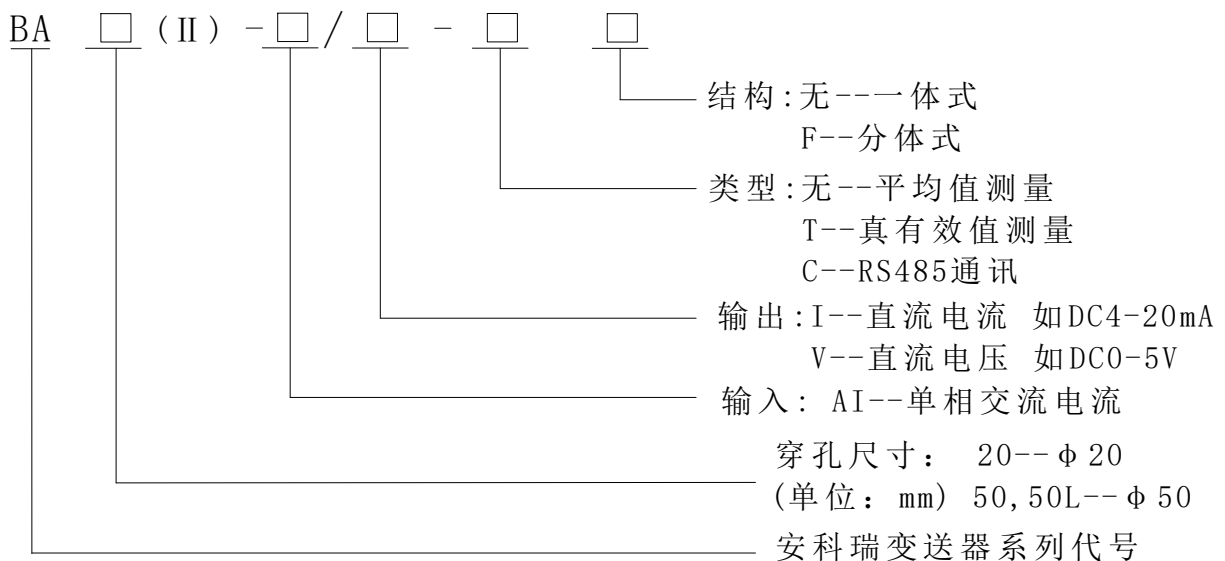 BA □(II)-□/□-□ □
结构:无--一体式
F--分体式
类型:无--平均值测量
T--真有效值测量
C--RS485通讯
输出:I--直流电流 如DC4-20mA
V--直流电压 如DC0-5V
输入: AI--单相交流电流
穿孔尺寸: 20--φ20
(单位: mm) 50,50L--φ50
安科瑞变送器系列代号